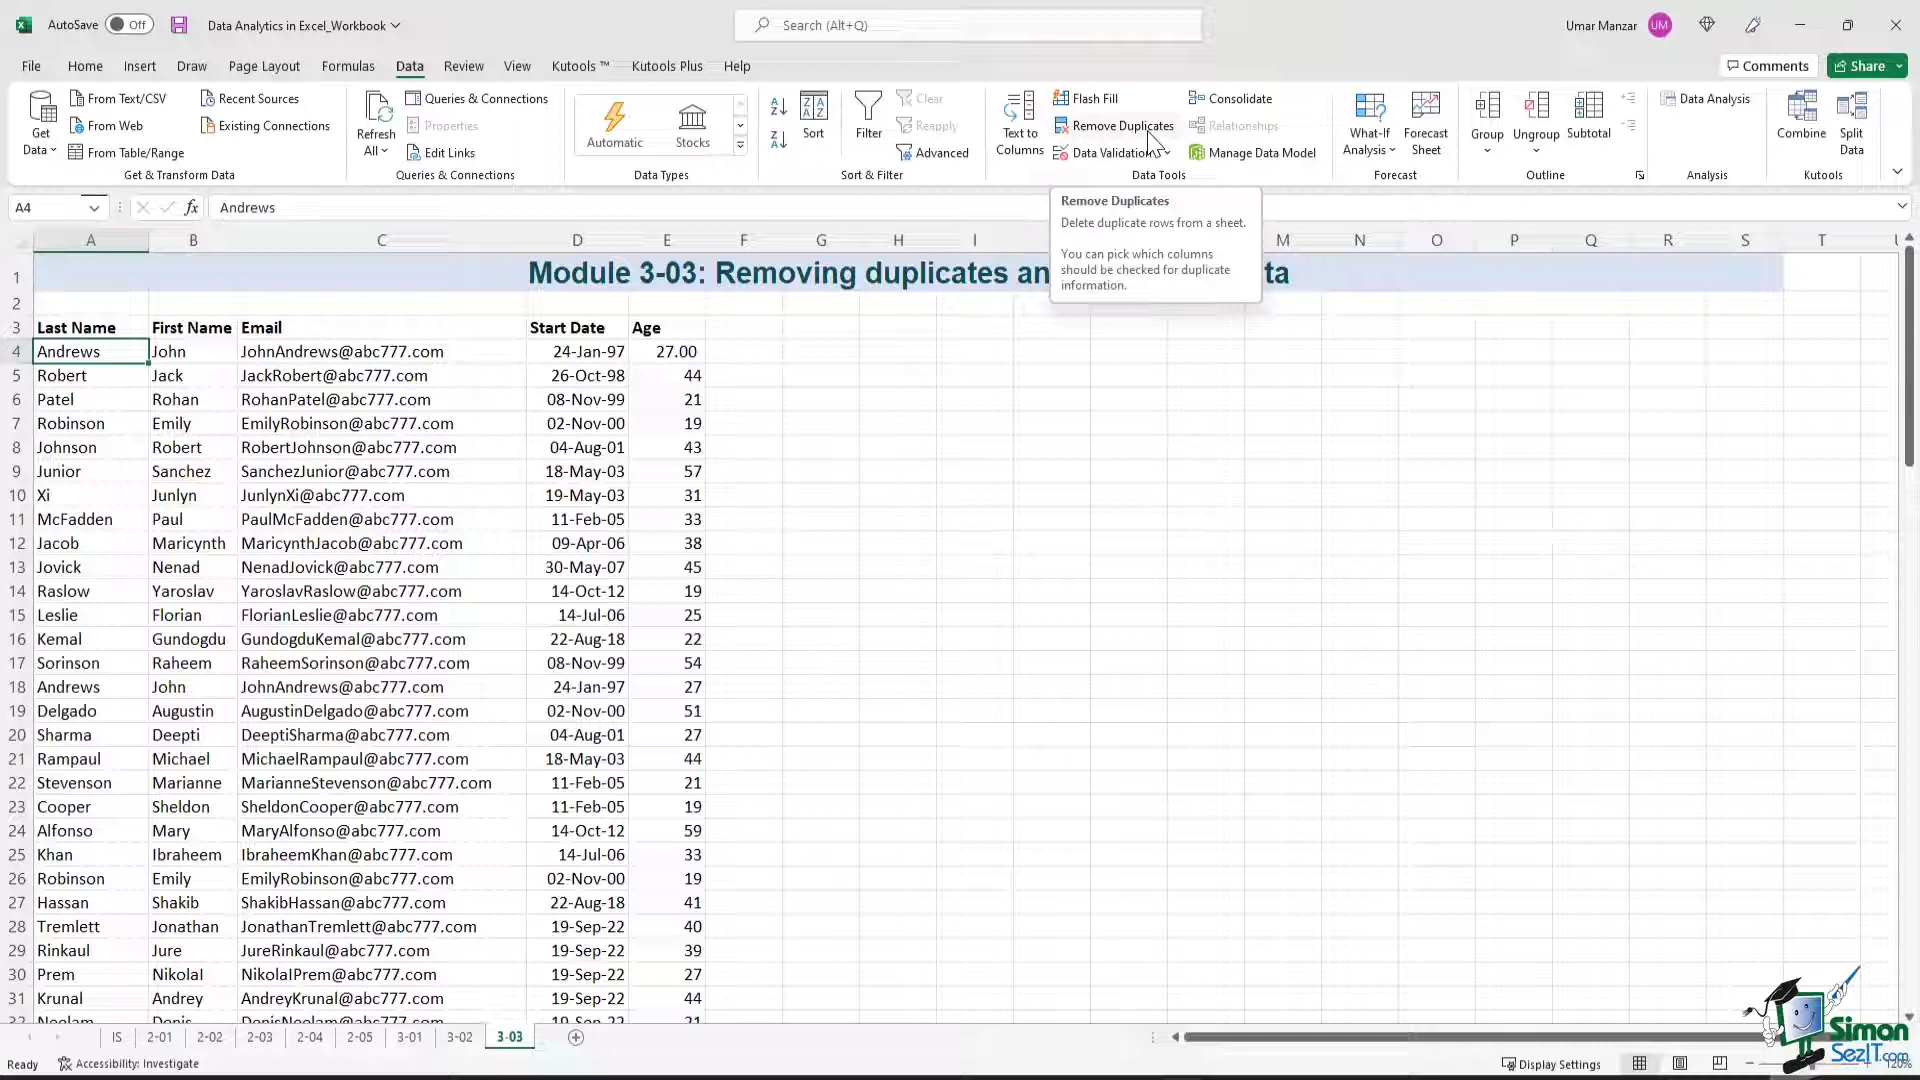 AutoSave Off Data Analytics in Excel_Workbook Search (Alt+Q) Umar Manzar UM
File Home Insert Draw Page Layout Formulas Data Review View Kutools ™ Kutools Plus Help Comments Share
Get Data
From Text/CSV
From Web
From Table/Range
Recent Sources
Existing Connections
Get & Transform Data
Refresh All
Queries & Connections
Properties
Edit Links
Queries & Connections
Automatic Stocks
Data Types
Sort
Filter
Clear
Reapply
Advanced
Sort & Filter
Text to Columns
Flash Fill
Remove Duplicates
Data Validation
Consolidate
Relationships
Manage Data Model
Data Tools
What-If Analysis
Forecast Sheet
Forecast
Group Ungroup Subtotal
Outline
Data Analysis
Analysis
Combine
Split Data
Kutools
A4 fx Andrews
Remove Duplicates
Delete duplicate rows from a sheet.
You can pick which columns
should be checked for duplicate
information.
A B C D E F G H I M N O P Q R S T
1 Module 3-03: Removing duplicates an ta
2
3 Last Name First Name Email Start Date Age
4 Andrews John JohnAndrews@abc777.com 24-Jan-97 27.00
5 Robert Jack JackRobert@abc777.com 26-Oct-98 44
6 Patel Rohan RohanPatel@abc777.com 08-Nov-99 21
7 Robinson Emily EmilyRobinson@abc777.com 02-Nov-00 19
8 Johnson Robert RobertJohnson@abc777.com 04-Aug-01 43
9 Junior Sanchez SanchezJunior@abc777.com 18-May-03 57
10 Xi Junlyn JunlynXi@abc777.com 19-May-03 31
11 McFadden Paul PaulMcFadden@abc777.com 11-Feb-05 33
12 Jacob Maricynth MaricynthJacob@abc777.com 09-Apr-06 38
13 Jovick Nenad NenadJovick@abc777.com 30-May-07 45
14 Raslow Yaroslav YaroslavRaslow@abc777.com 14-Oct-12 19
15 Leslie Florian FlorianLeslie@abc777.com 14-Jul-06 25
16 Kemal Gundogdu GundogduKemal@abc777.com 22-Aug-18 22
17 Sorinson Raheem RaheemSorinson@abc777.com 08-Nov-99 54
18 Andrews John JohnAndrews@abc777.com 24-Jan-97 27
19 Delgado Augustin AugustinDelgado@abc777.com 02-Nov-00 51
20 Sharma Deepti DeeptiSharma@abc777.com 04-Aug-01 27
21 Rampaul Michael MichaelRampaul@abc777.com 18-May-03 44
22 Stevenson Marianne MarianneStevenson@abc777.com 11-Feb-05 21
23 Cooper Sheldon SheldonCooper@abc777.com 11-Feb-05 19
24 Alfonso Mary MaryAlfonso@abc777.com 14-Oct-12 59
25 Khan Ibraheem IbraheemKhan@abc777.com 14-Jul-06 33
26 Robinson Emily EmilyRobinson@abc777.com 02-Nov-00 19
27 Hassan Shakib ShakibHassan@abc777.com 22-Aug-18 41
28 Tremlett Jonathan JonathanTremlett@abc777.com 19-Sep-22 40
29 Rinkaul Jure JureRinkaul@abc777.com 19-Sep-22 39
30 Prem NikolaI NikolaIPrem@abc777.com 19-Sep-22 27
31 Krunal Andrey AndreyKrunal@abc777.com 19-Sep-22 44
32 Neelam Denis DenisNeelam@abc777.com 19-Sep-22 21
IS 2-01 2-02 2-03 2-04 2-05 3-01 3-02 3-03
Ready Accessibility: Investigate Display Settings 120%
Simon
SezIT.com